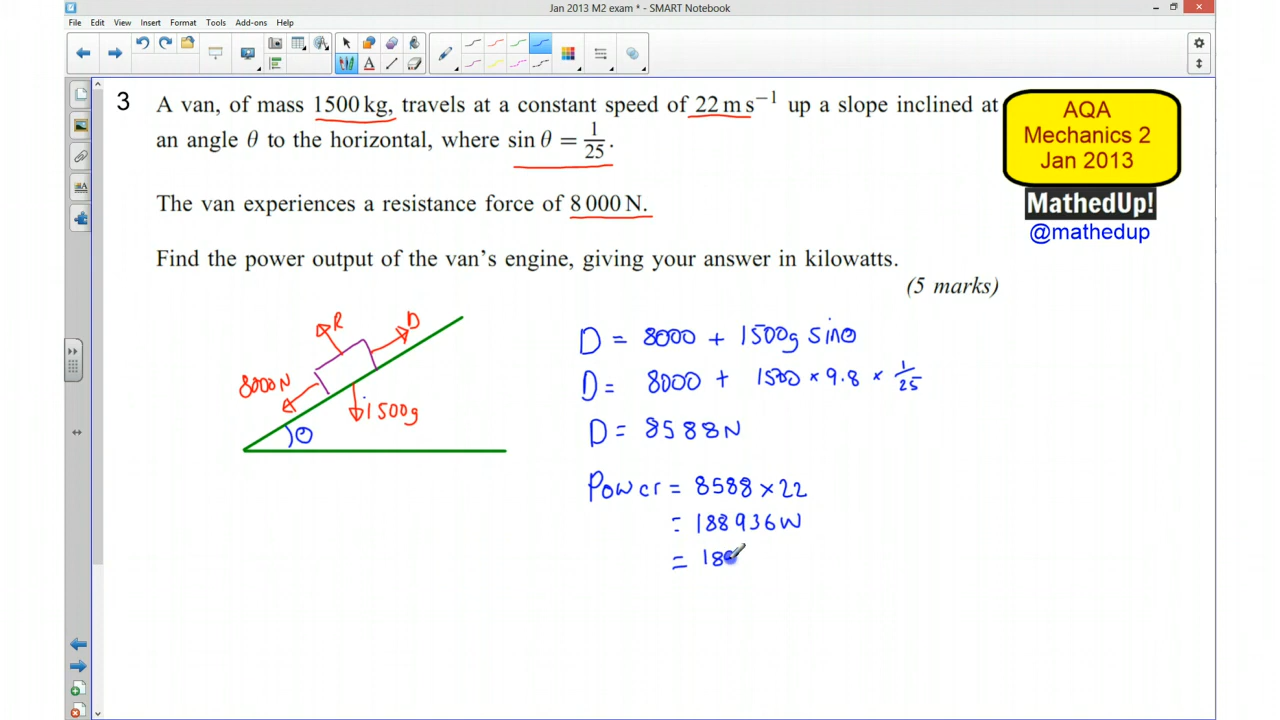 Jan 2013 M2 exam * - SMART Notebook
File Edit View Insert Format Tools Add-ons Help
3 A van, of mass 1500 kg, travels at a constant speed of 22 m s⁻¹ up a slope inclined at
an angle θ to the horizontal, where sin θ = 1/25.
The van experiences a resistance force of 8 000 N.
Find the power output of the van's engine, giving your answer in kilowatts.
(5 marks)
AQA
Mechanics 2
Jan 2013
MathedUp!
@mathedup
R
D
8000N
1500g
θ
D = 8000 + 1500g sinθ
D = 8000 + 1500 × 9.8 × 1/25
D = 8588N
Power = 8588 × 22
= 188936W
= 18